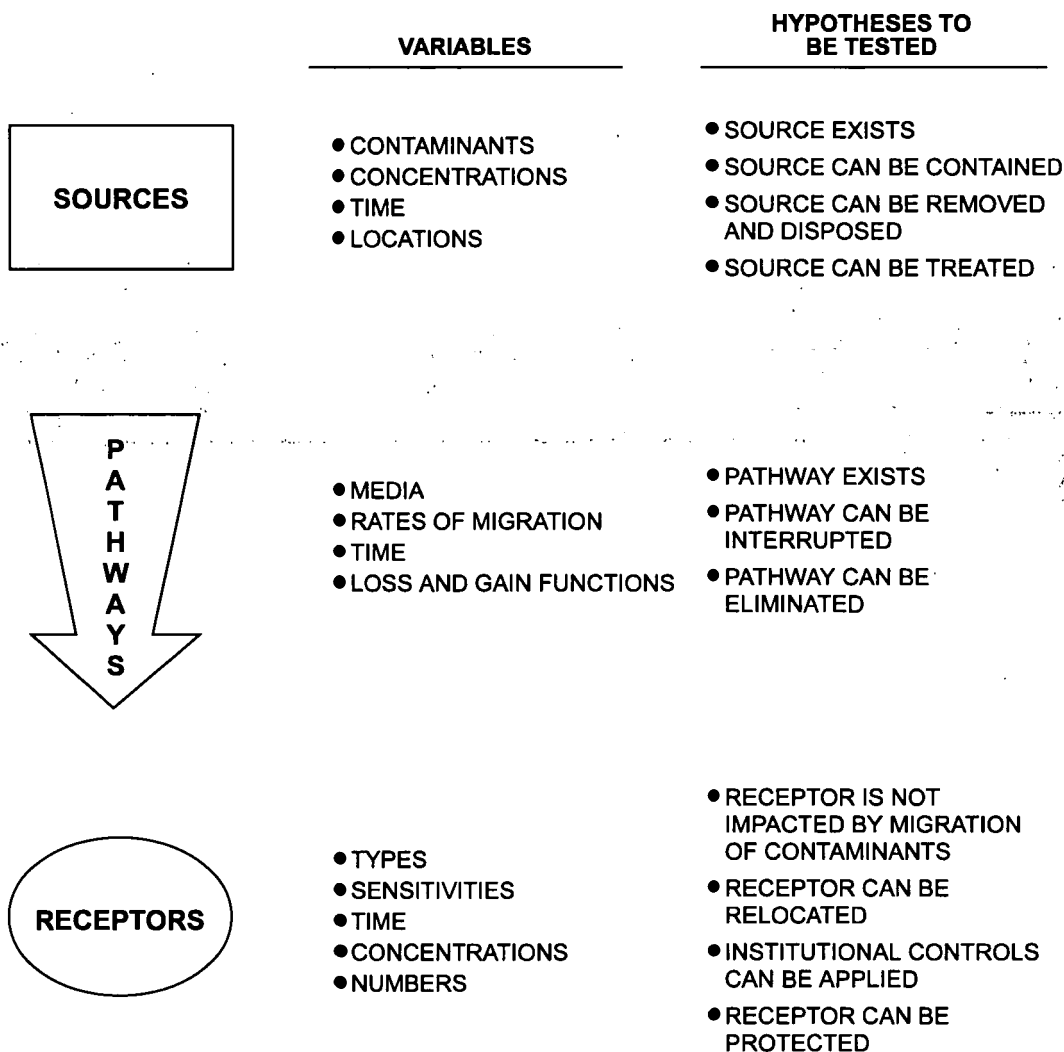 VARIABLES
HYPOTHESES TO
BE TESTED
SOURCES
● CONTAMINANTS
● CONCENTRATIONS
● TIME
● LOCATIONS
● SOURCE EXISTS
● SOURCE CAN BE CONTAINED
● SOURCE CAN BE REMOVED
AND DISPOSED
● SOURCE CAN BE TREATED
PATHWAYS
● MEDIA
● RATES OF MIGRATION
● TIME
● LOSS AND GAIN FUNCTIONS
● PATHWAY EXISTS
● PATHWAY CAN BE
INTERRUPTED
● PATHWAY CAN BE
ELIMINATED
RECEPTORS
● TYPES
● SENSITIVITIES
● TIME
● CONCENTRATIONS
● NUMBERS
● RECEPTOR IS NOT
IMPACTED BY MIGRATION
OF CONTAMINANTS
● RECEPTOR CAN BE
RELOCATED
● INSTITUTIONAL CONTROLS
CAN BE APPLIED
● RECEPTOR CAN BE
PROTECTED